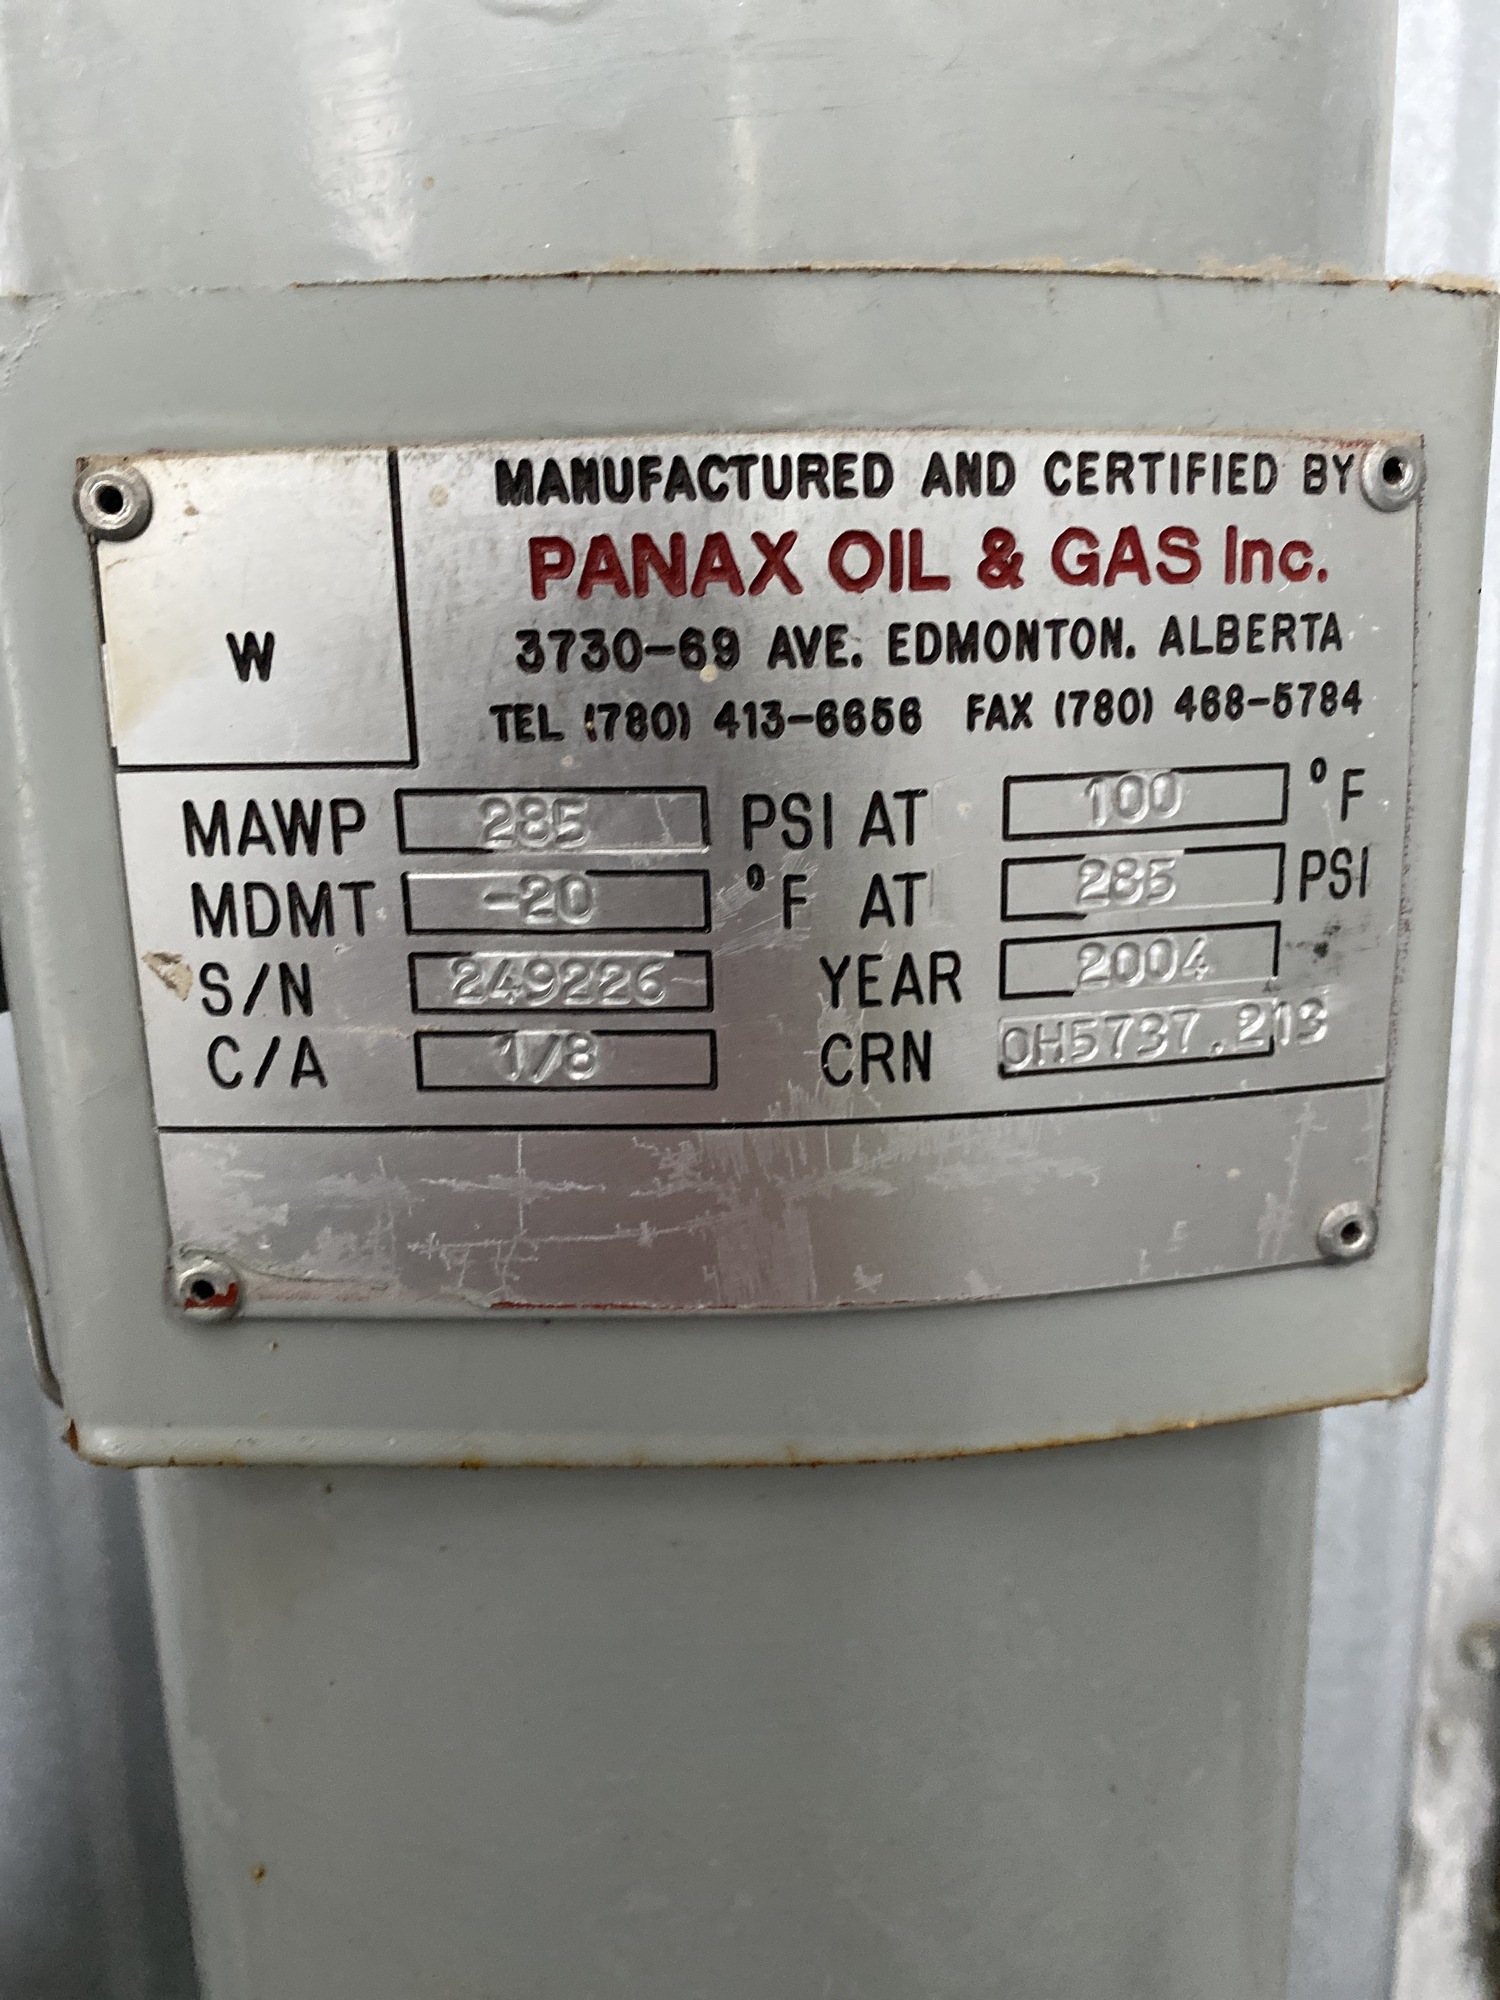 MANUFACTURED AND CERTIFIED BY
PANAX OIL & GAS Inc.
3730-69 AVE. EDMONTON. ALBERTA
TEL (780) 413-6656 FAX (780) 468-5784
W
MAWP 285 PSI AT 100 °F
MDMT -20 °F AT 285 PSI
S/N 249226 YEAR 2004
C/A 1/8 CRN 0H5737.213